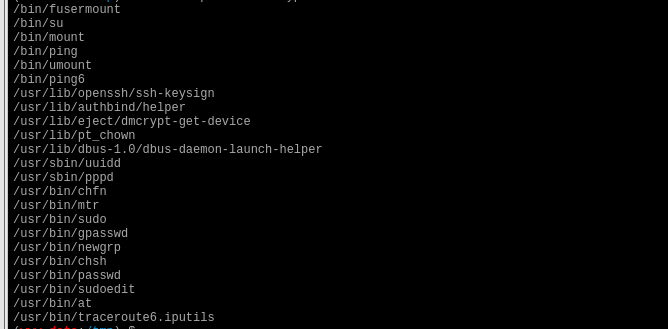 /bin/fusermount
/bin/su
/bin/mount
/bin/ping
/bin/umount
/bin/ping6
/usr/lib/openssh/ssh-keysign
/usr/lib/authbind/helper
/usr/lib/eject/dmcrypt-get-device
/usr/lib/pt_chown
/usr/lib/dbus-1.0/dbus-daemon-launch-helper
/usr/sbin/uuidd
/usr/sbin/pppd
/usr/bin/chfn
/usr/bin/mtr
/usr/bin/sudo
/usr/bin/gpasswd
/usr/bin/newgrp
/usr/bin/chsh
/usr/bin/passwd
/usr/bin/sudoedit
/usr/bin/at
/usr/bin/traceroute6.iputils